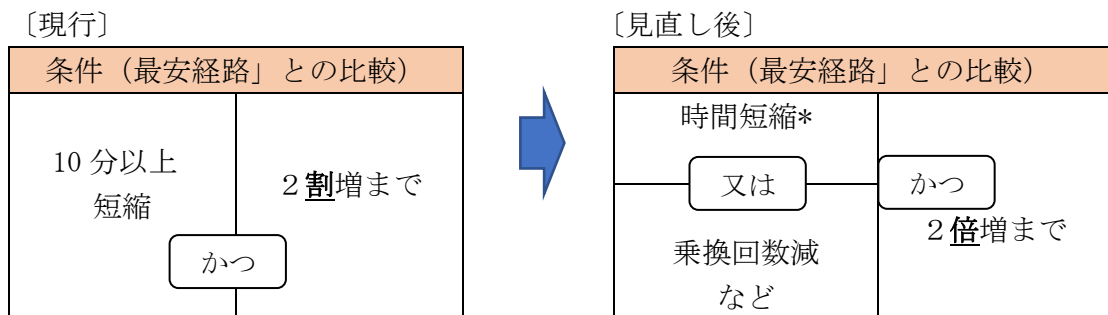 〔現行〕
条件（最安経路」との比較）
10 分以上
短縮
かつ
２割増まで
〔見直し後〕
条件（最安経路」との比較）
時間短縮*
又は
乗換回数減
など
かつ
２倍増まで